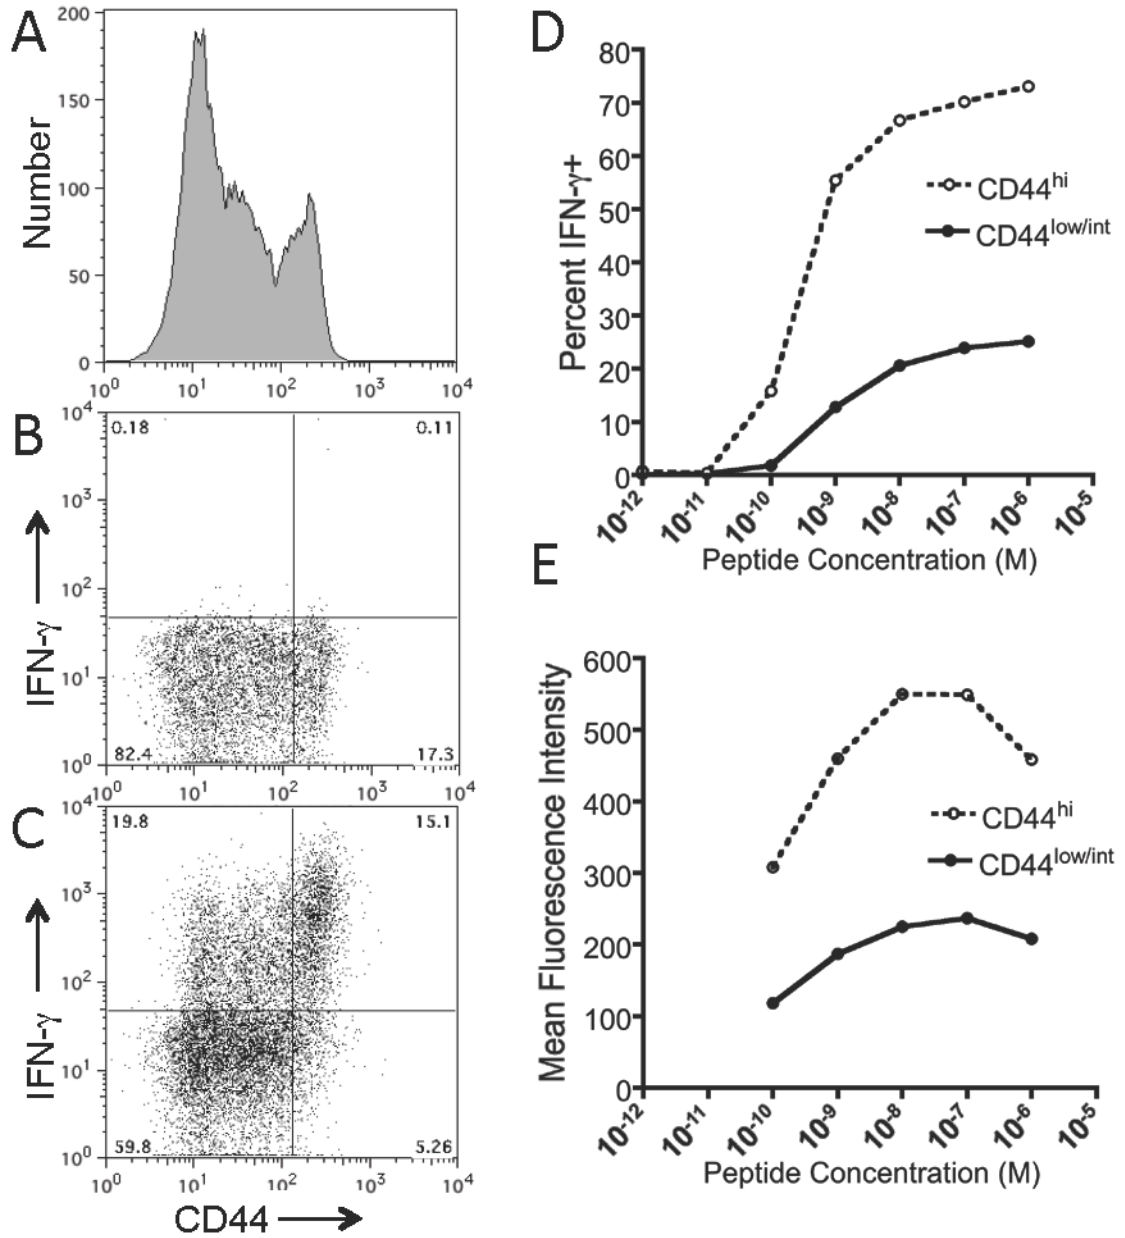 A
200
150
100
50
0
Number
10⁰ 10¹ 10² 10³ 10⁴
B
10⁴
10³
10²
10¹
10⁰
IFN-γ
0.18 0.11
82.4 17.3
10⁰ 10¹ 10² 10³ 10⁴
C
10⁴
10³
10²
10¹
10⁰
IFN-γ
19.8 15.1
59.8 5.26
10⁰ 10¹ 10² 10³ 10⁴
CD44
D
80
70
60
50
40
30
20
10
0
Percent IFN-γ+
CD44hi
CD44low/int
10-12 10-11 10-10 10-9 10-8 10-7 10-6 10-5
Peptide Concentration (M)
E
600
500
400
300
200
100
0
Mean Fluorescence Intensity
CD44hi
CD44low/int
10-12 10-11 10-10 10-9 10-8 10-7 10-6 10-5
Peptide Concentration (M)